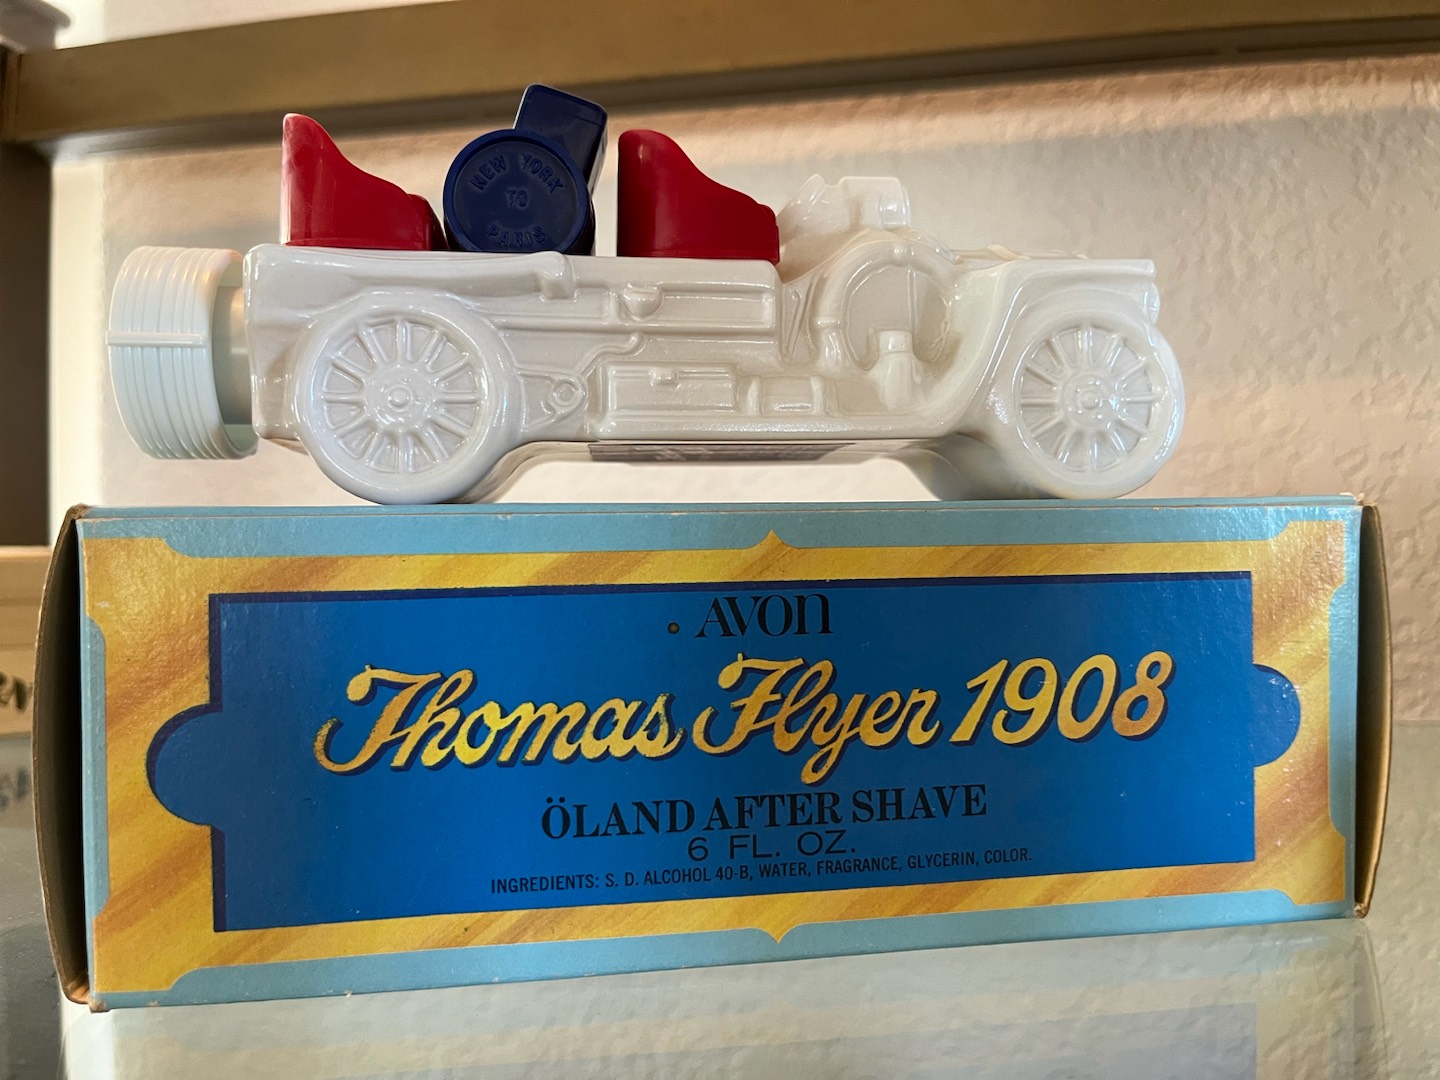 NEW YORK
TO
PARIS
AVON
Thomas Flyer 1908
ÖLAND AFTER SHAVE
6 FL. OZ.
INGREDIENTS: S. D. ALCOHOL 40-B, WATER, FRAGRANCE, GLYCERIN, COLOR.